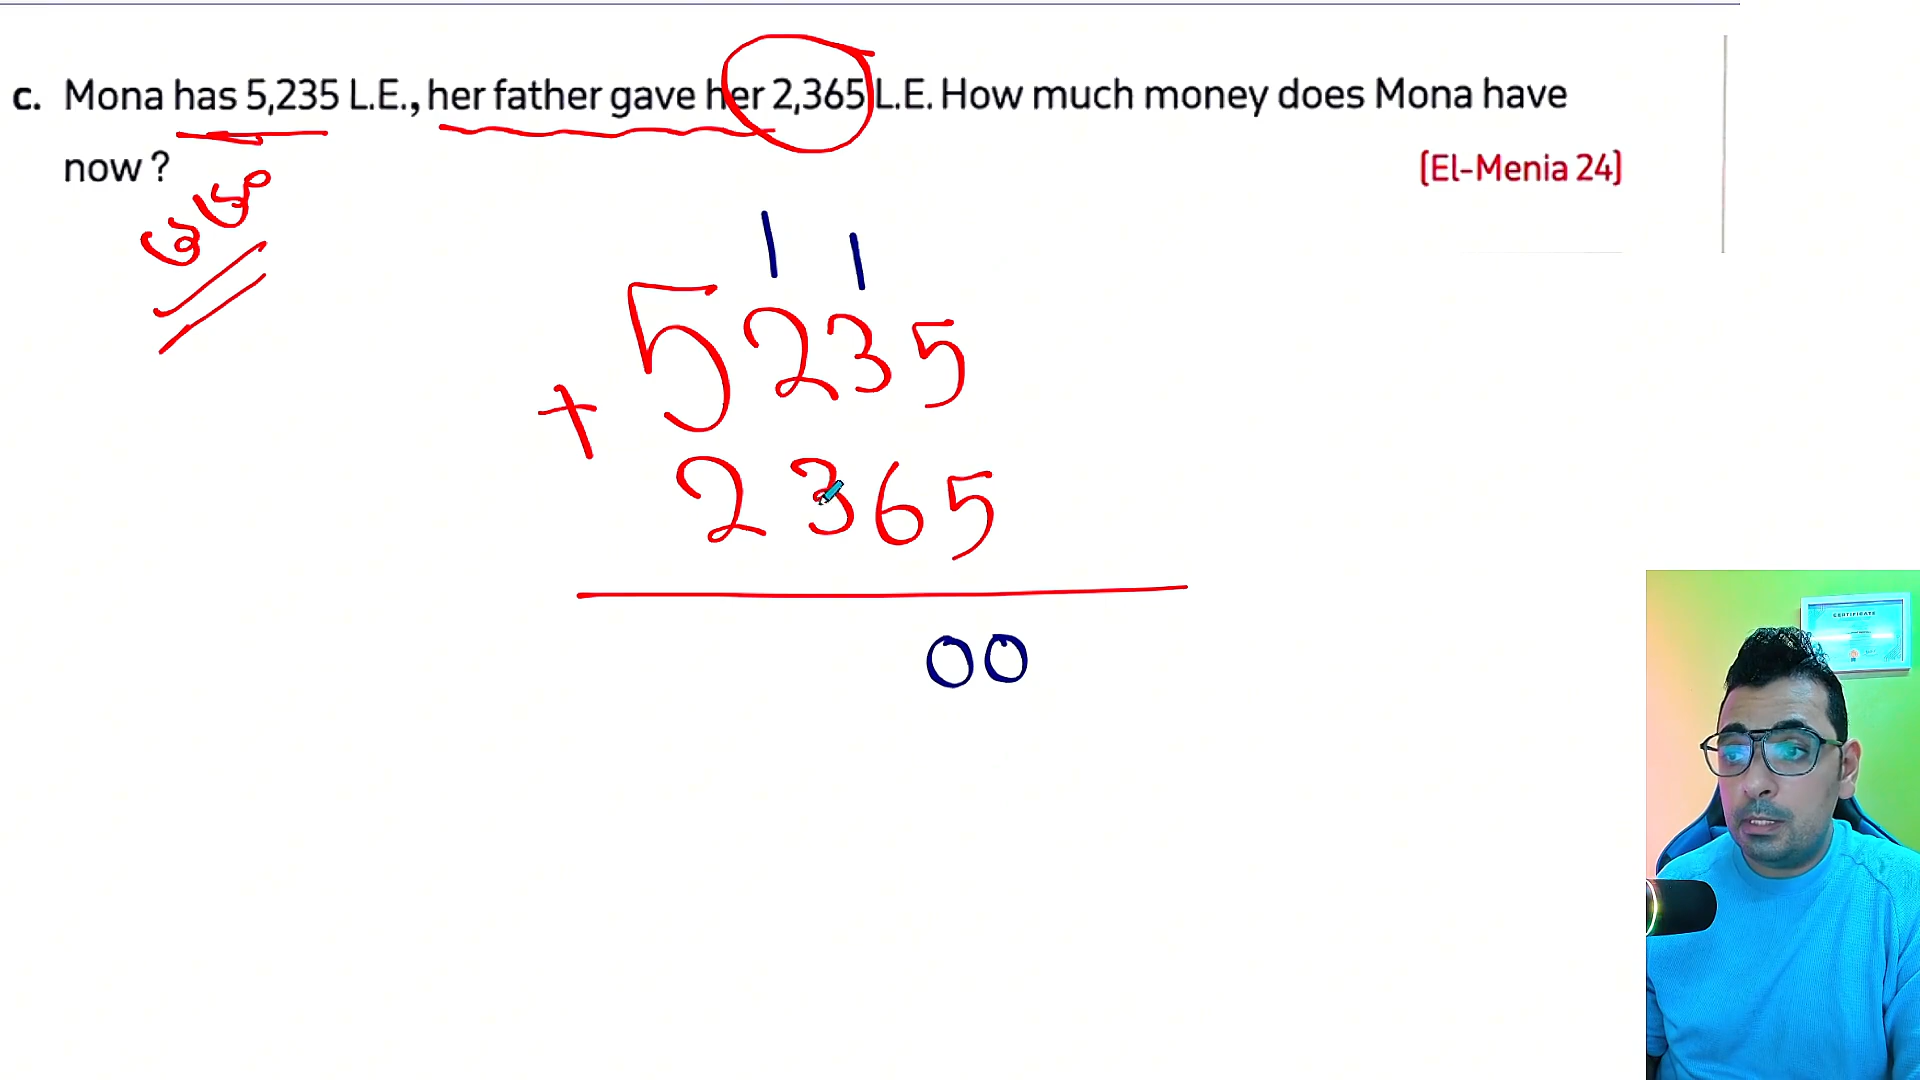 c. Mona has 5,235 L.E., her father gave her 2,365 L.E. How much money does Mona have
now ?
[El-Menia 24]
1 1
5235
+
2365
00
CERTIFICATE